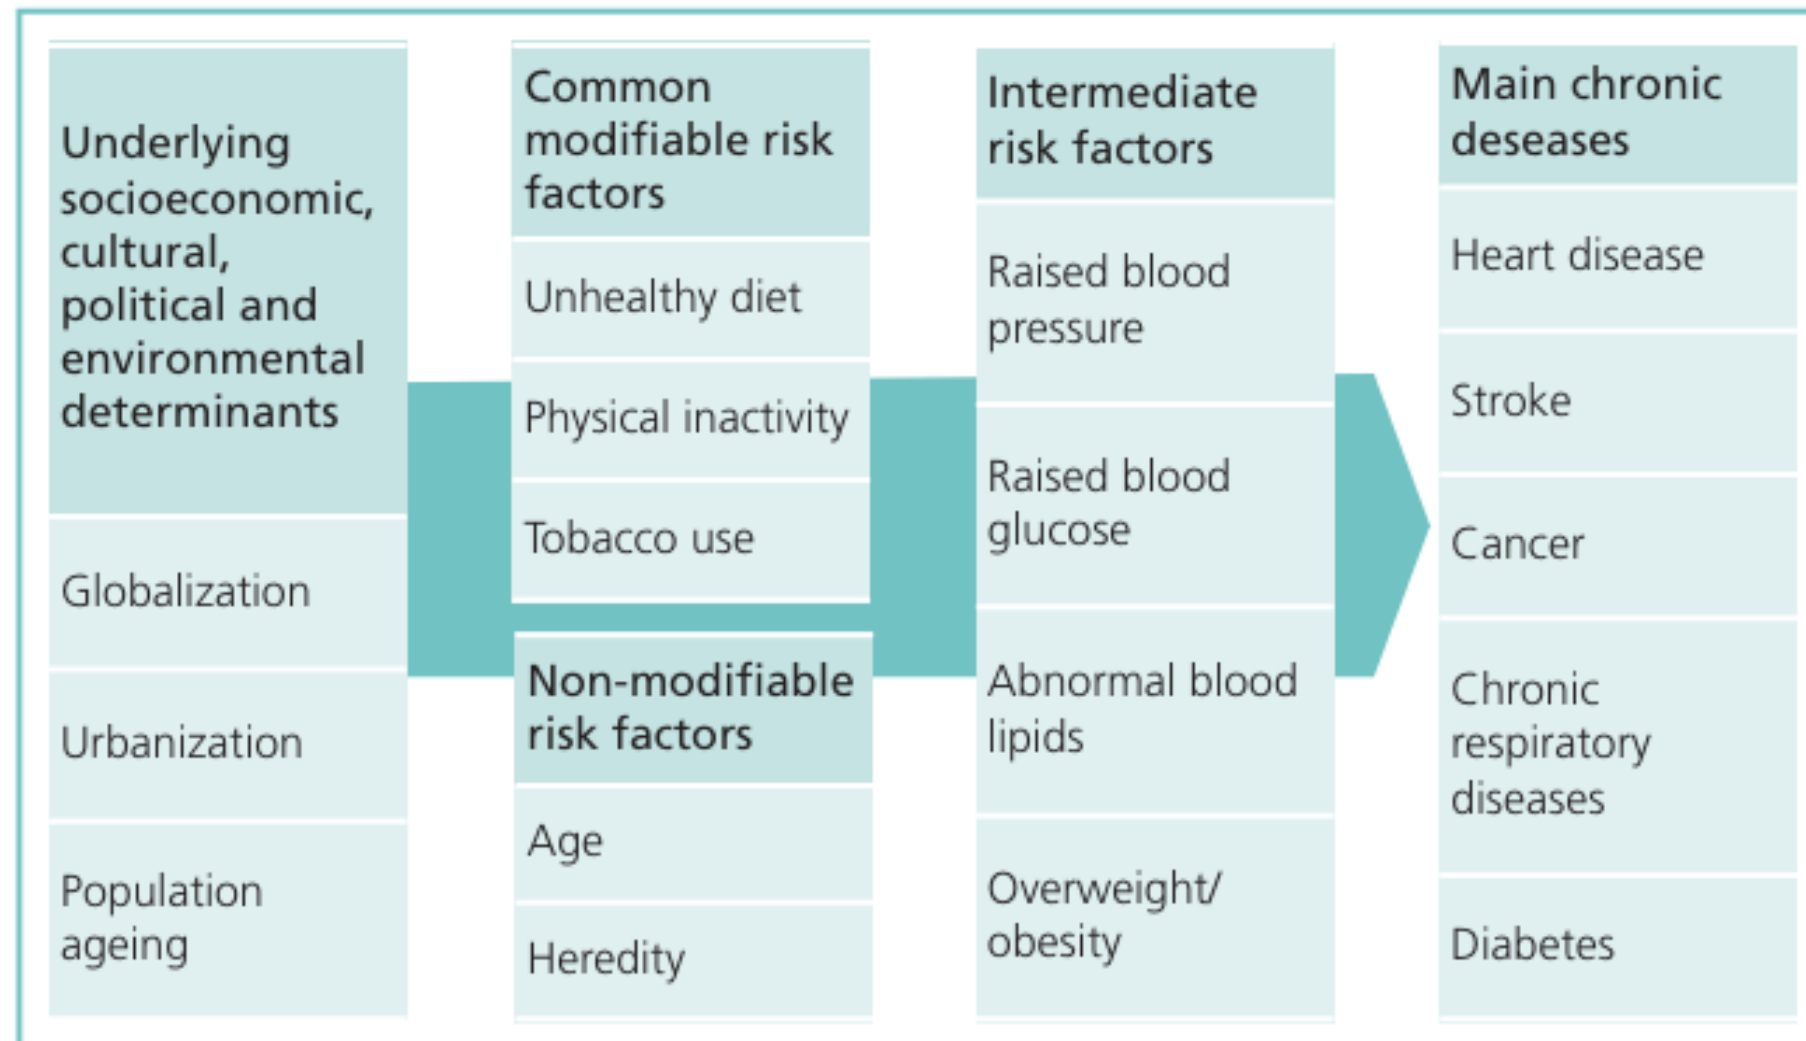 Underlying
socioeconomic,
cultural,
political and
environmental
determinants
Globalization
Urbanization
Population
ageing
Common
modifiable risk
factors
Unhealthy diet
Physical inactivity
Tobacco use
Non-modifiable
risk factors
Age
Heredity
Intermediate
risk factors
Raised blood
pressure
Raised blood
glucose
Abnormal blood
lipids
Overweight/
obesity
Main chronic
deseases
Heart disease
Stroke
Cancer
Chronic
respiratory
diseases
Diabetes